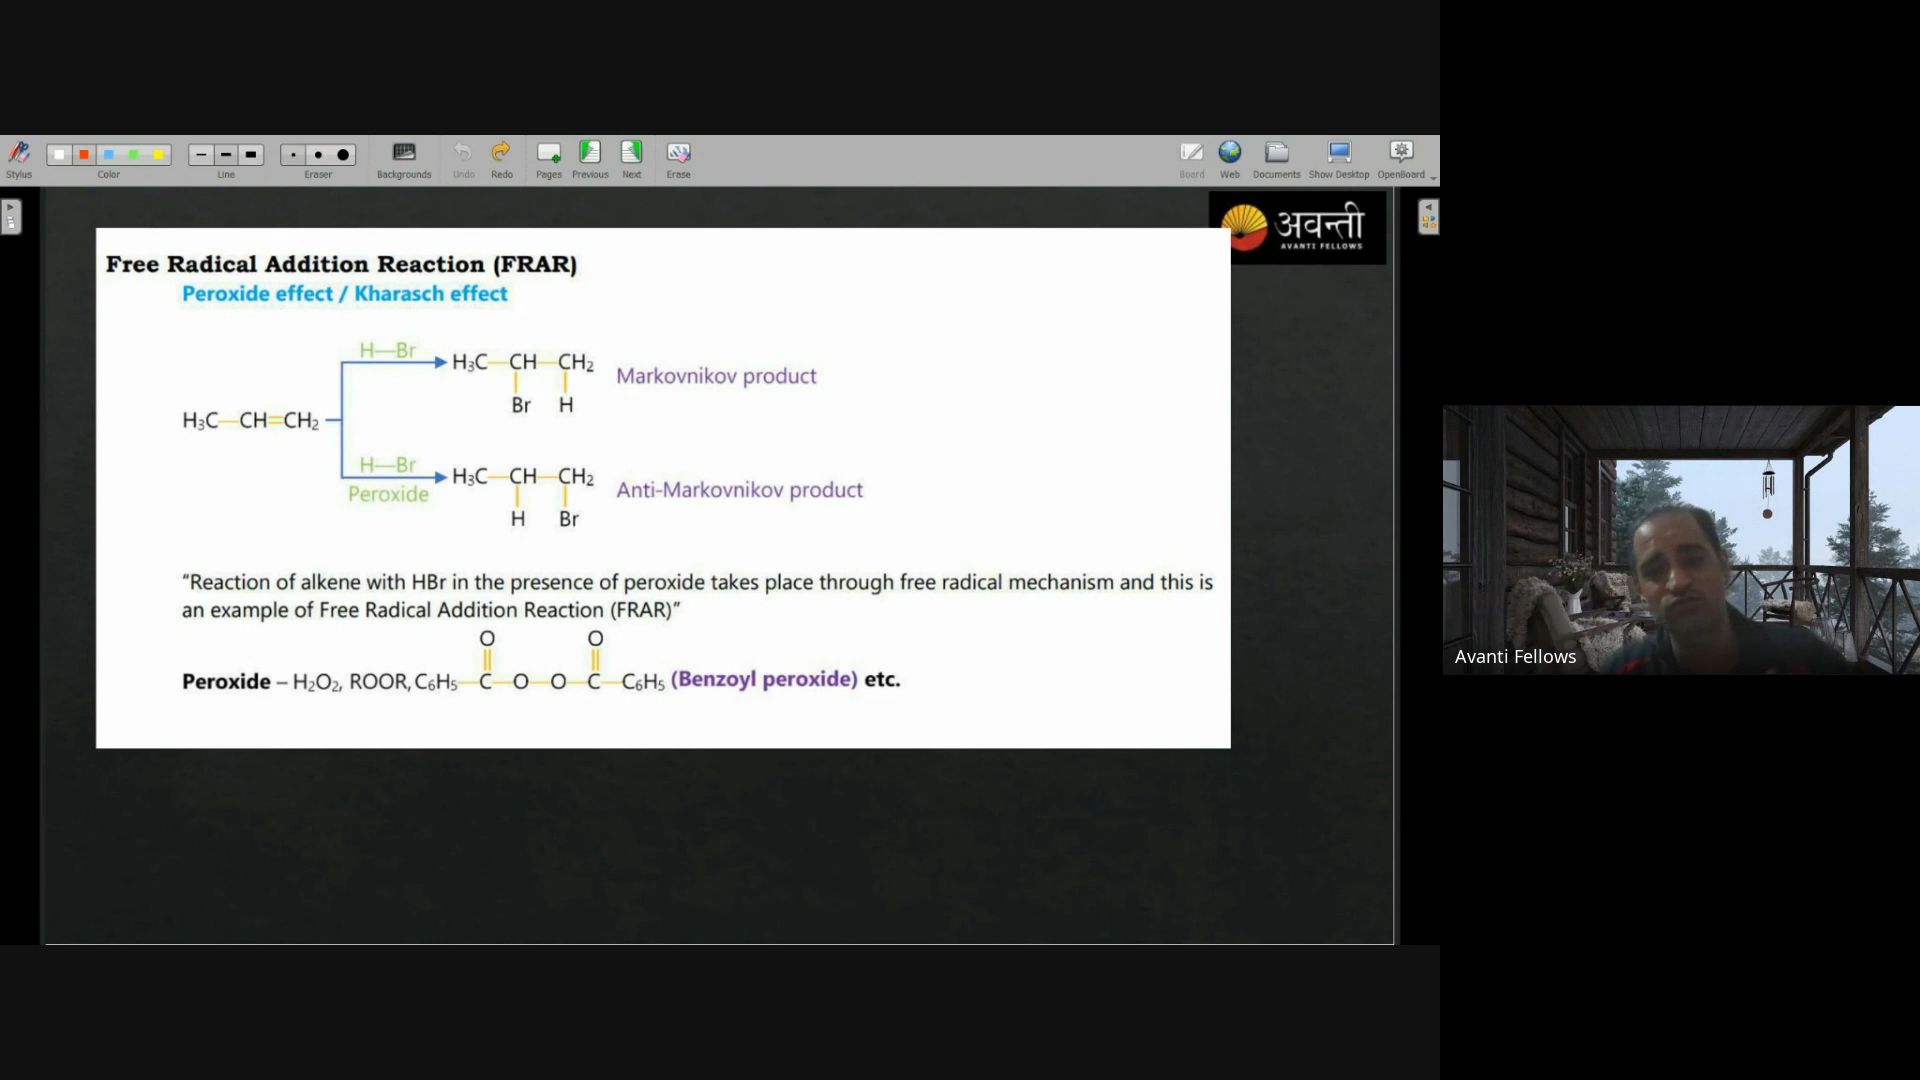 Stylus
Color
Line
Eraser
Backgrounds
Undo
Redo
Pages
Previous
Next
Erase
Board
Web
Documents
Show Desktop
OpenBoard
अवन्ती
AVANTI FELLOWS
Free Radical Addition Reaction (FRAR)
Peroxide effect / Kharasch effect
H—Br
H₃C—CH—CH₂
Br H
Markovnikov product
H₃C—CH=CH₂
H—Br
Peroxide
H₃C—CH—CH₂
H Br
Anti-Markovnikov product
“Reaction of alkene with HBr in the presence of peroxide takes place through free radical mechanism and this is
an example of Free Radical Addition Reaction (FRAR)”
O O
Peroxide – H₂O₂, ROOR, C₆H₅—C—O—O—C—C₆H₅ (Benzoyl peroxide) etc.
Avanti Fellows